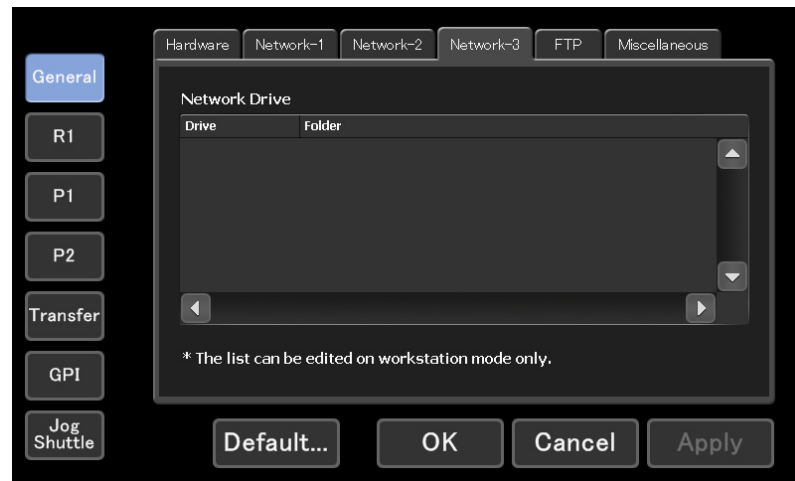 Hardware Network-1 Network-2 Network-3 FTP Miscellaneous
General
R1
P1
P2
Transfer
GPI
Jog
Shuttle
Network Drive
Drive Folder
* The list can be edited on workstation mode only.
Default... OK Cancel Apply